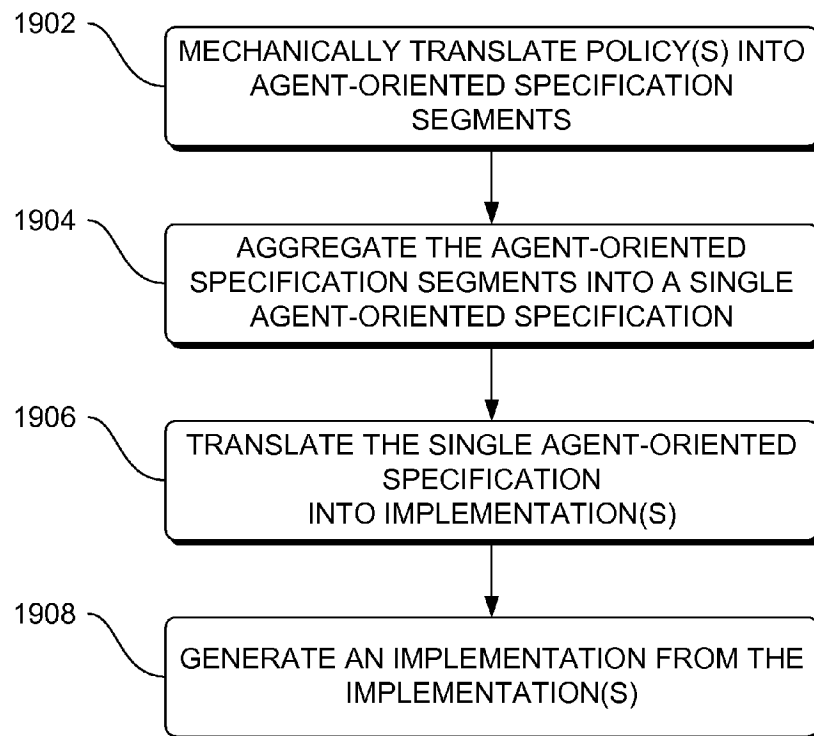 1902
MECHANICALLY TRANSLATE POLICY(S) INTO
AGENT-ORIENTED SPECIFICATION
SEGMENTS
1904
AGGREGATE THE AGENT-ORIENTED
SPECIFICATION SEGMENTS INTO A SINGLE
AGENT-ORIENTED SPECIFICATION
1906
TRANSLATE THE SINGLE AGENT-ORIENTED
SPECIFICATION
INTO IMPLEMENTATION(S)
1908
GENERATE AN IMPLEMENTATION FROM THE
IMPLEMENTATION(S)